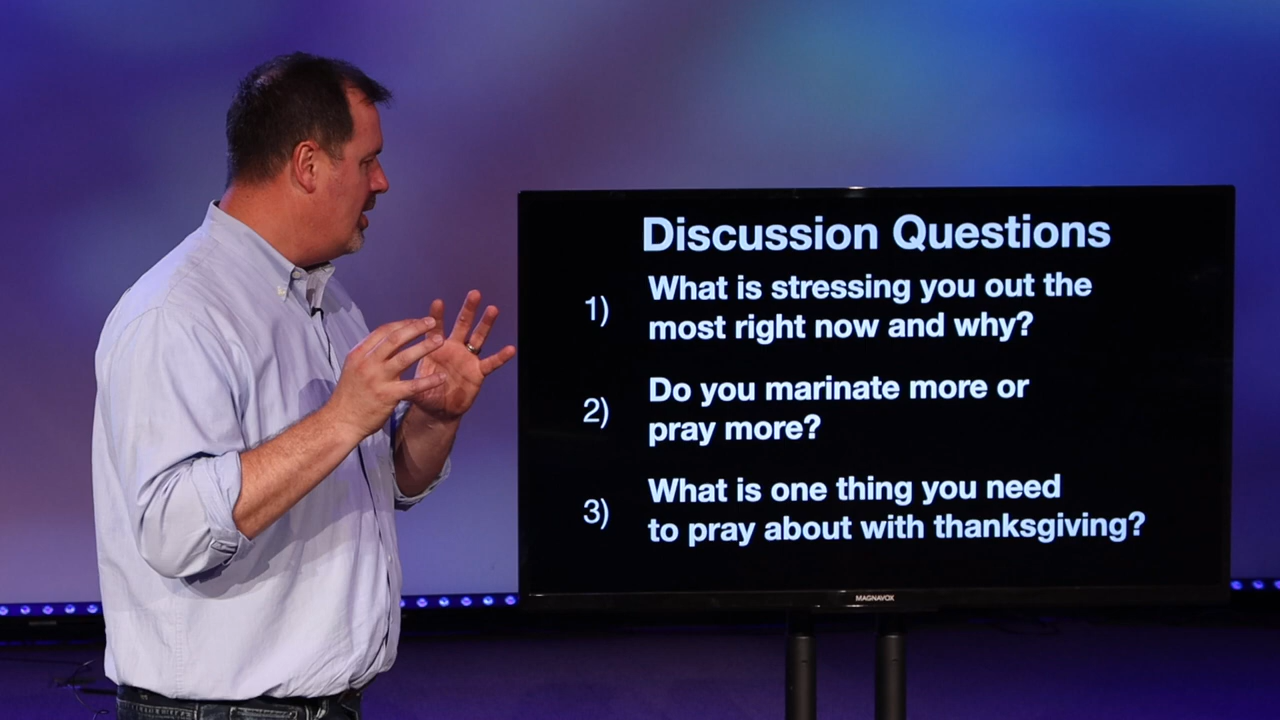 Discussion Questions
1) What is stressing you out the
most right now and why?
2) Do you marinate more or
pray more?
3) What is one thing you need
to pray about with thanksgiving?
MAGNAVOX